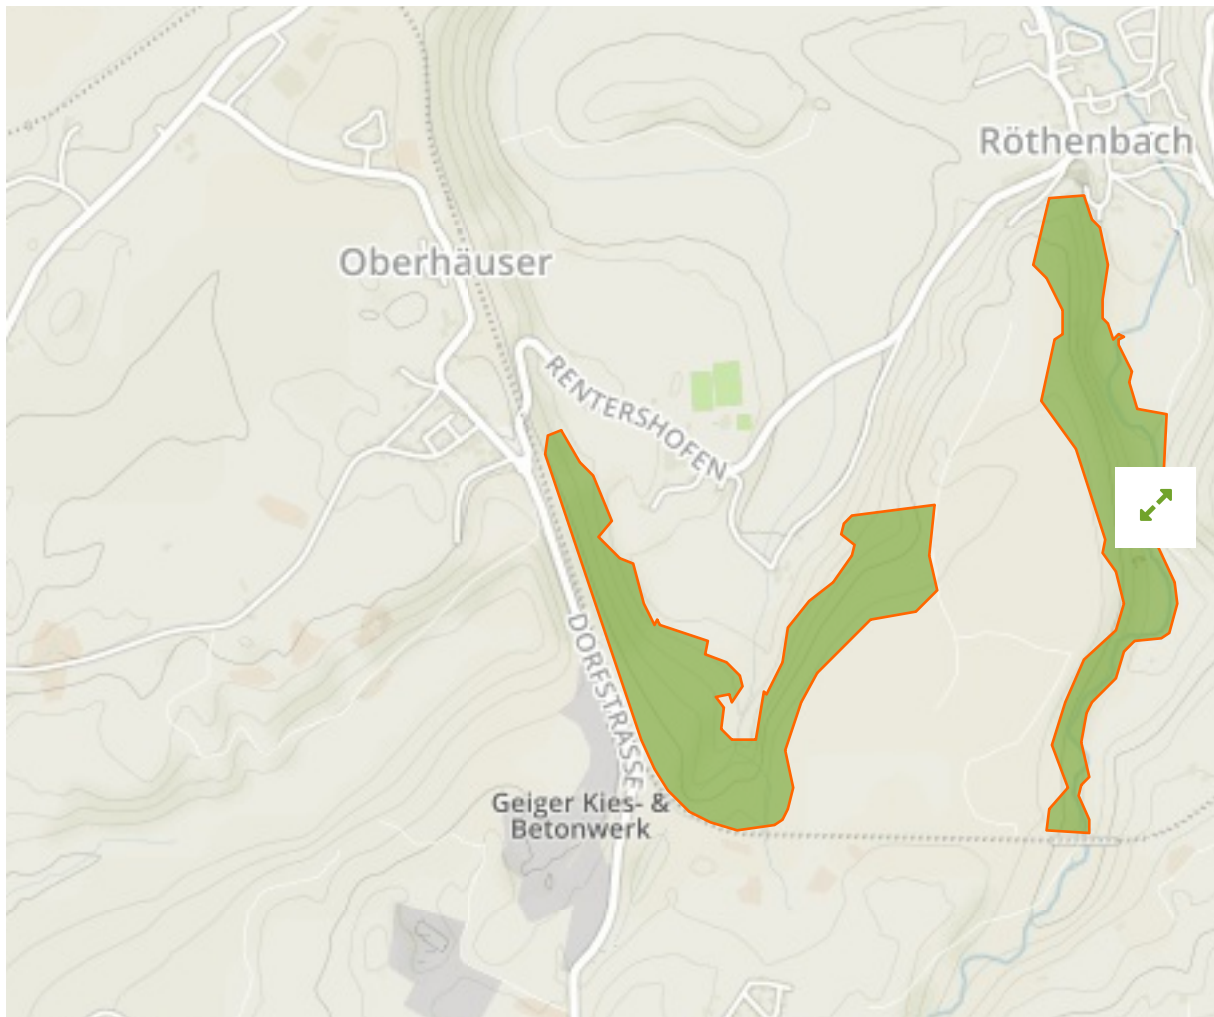 Röthenbach
Oberhäuser
RENTERSHOFEN
DORFSTRASSE
Geiger Kies- &
Betonwerk